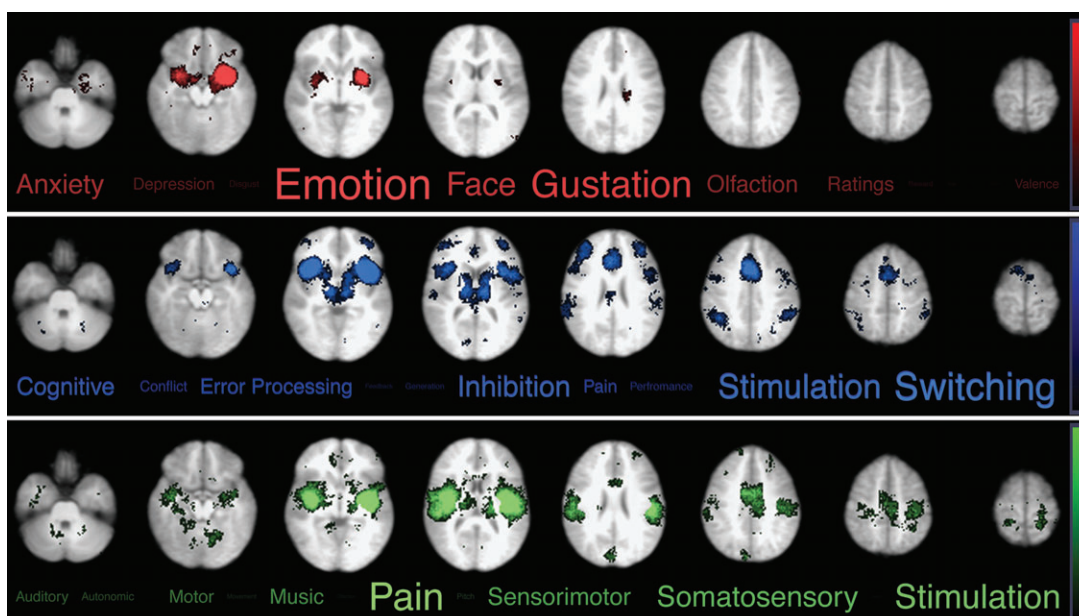 Anxiety Depression Disgust Emotion Face Gustation Olfaction Ratings Valence
Cognitive Conflict Error Processing Feedback Generation Inhibition Pain Perfromance Stimulation Switching
Auditory Autonomic Motor Movement Music Pain Pitch Sensorimotor Somatosensory Stimulation